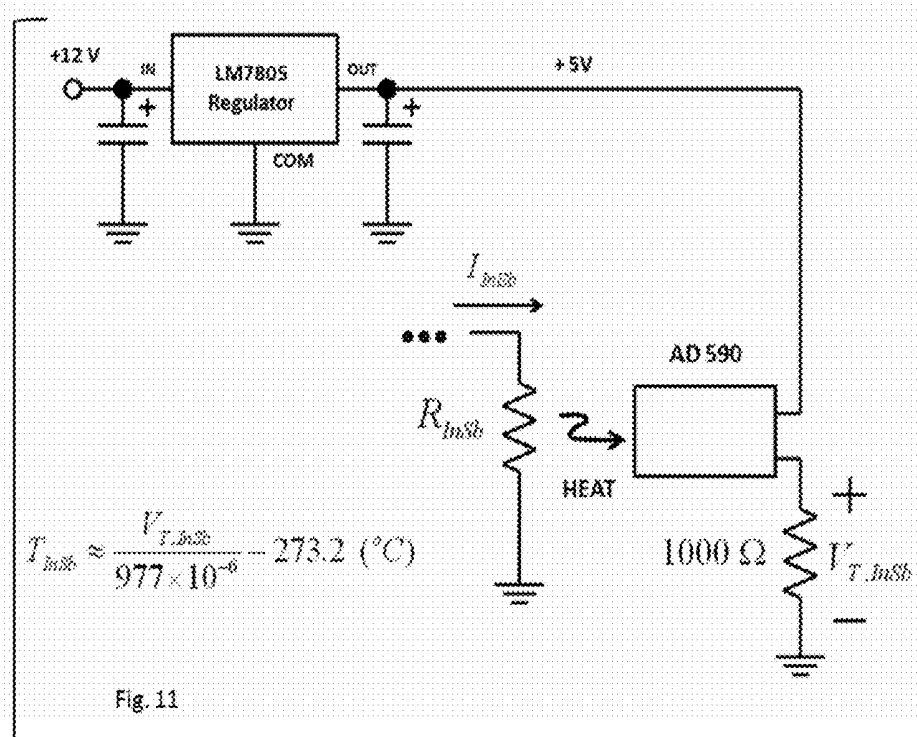 +12 V
IN
LM7805
Regulator
OUT
+ 5V
COM
I_InSb
•••
AD 590
R_InSb
HEAT
T_InSb ≈ V_T,InSb / 977×10⁻⁶ − 273.2 (°C)
1000 Ω
+
V_T,InSb
−
Fig. 11